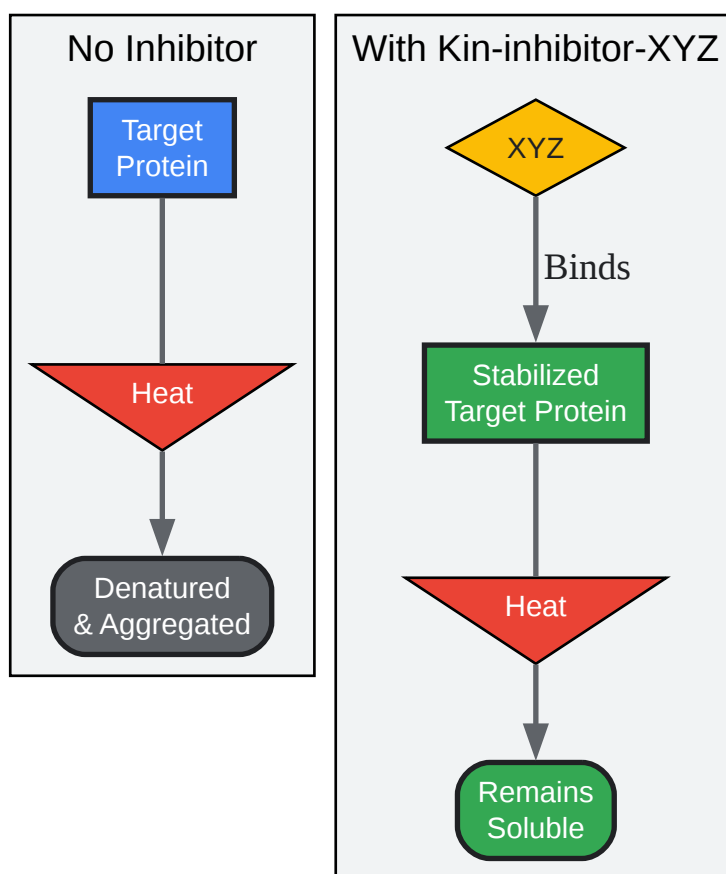 No Inhibitor
Target
Protein
Heat
Denatured
& Aggregated
With Kin-inhibitor-XYZ
XYZ
Binds
Stabilized
Target Protein
Heat
Remains
Soluble